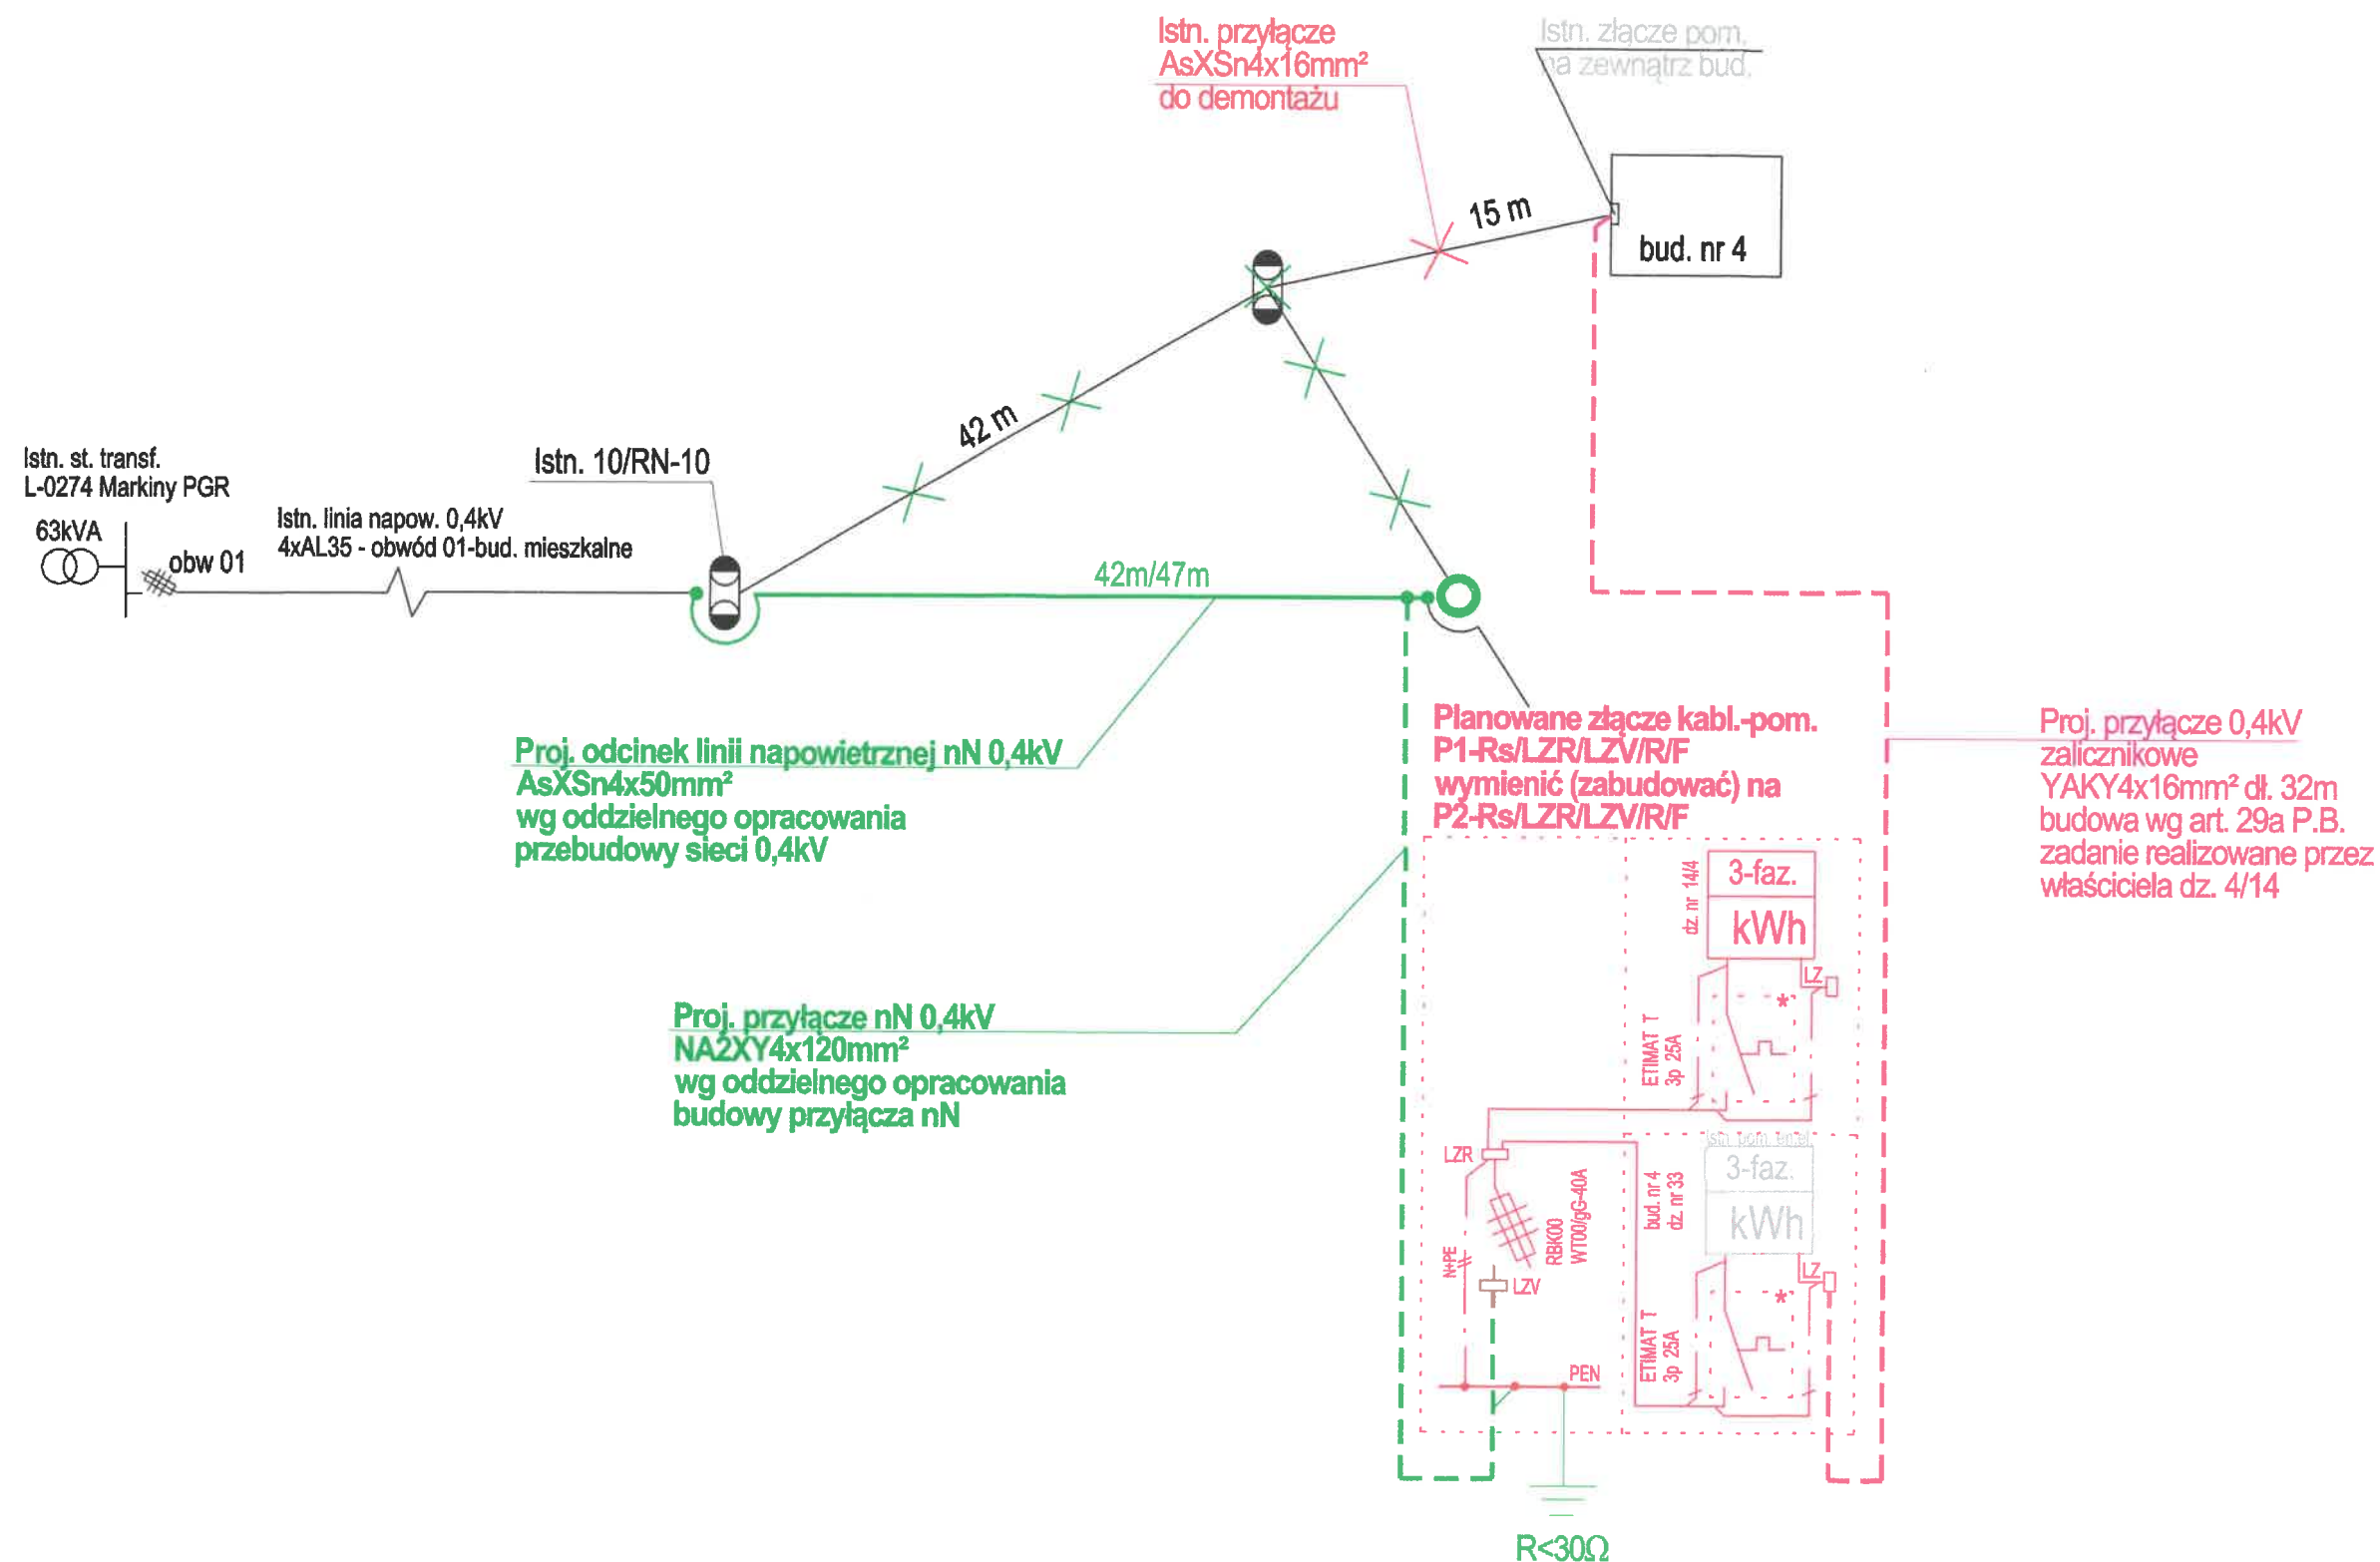 Istn. przyłącze
AsXSn4x16mm²
do demontażu
Istn. złącze pom.
na zewnątrz bud.
15 m
bud. nr 4
42 m
Istn. st. transf.
L-0274 Markiny PGR
63kVA
obw 01
Istn. linia napow. 0,4kV
4xAL35 - obwód 01-bud. mieszkalne
Istn. 10/RN-10
42m/47m
Proj. odcinek linii napowietrznej nN 0,4kV
AsXSn4x50mm²
wg oddzielnego opracowania
przebudowy sieci 0,4kV
Planowane złącze kabl.-pom.
P1-Rs/LZR/LZV/R/F
wymienić (zabudować) na
P2-Rs/LZR/LZV/R/F
Proj. przyłącze 0,4kV
zalicznikowe
YAKY4x16mm² dł. 32m
budowa wg art. 29a P.B.
zadanie realizowane przez
właściciela dz. 4/14
Proj. przyłącze nN 0,4kV
NA2XY4x120mm²
wg oddzielnego opracowania
budowy przyłącza nN
dz. nr 14/4
3-faz.
kWh
LZ
*
ETIMAT T
3p 25A
LZR
Istn. pom. en.el.
3-faz.
kWh
bud. nr 4
dz. nr 33
RBK00
WT00/gG-40A
N+PE
LZV
LZ
*
ETIMAT T
3p 25A
PEN
R<30Ω